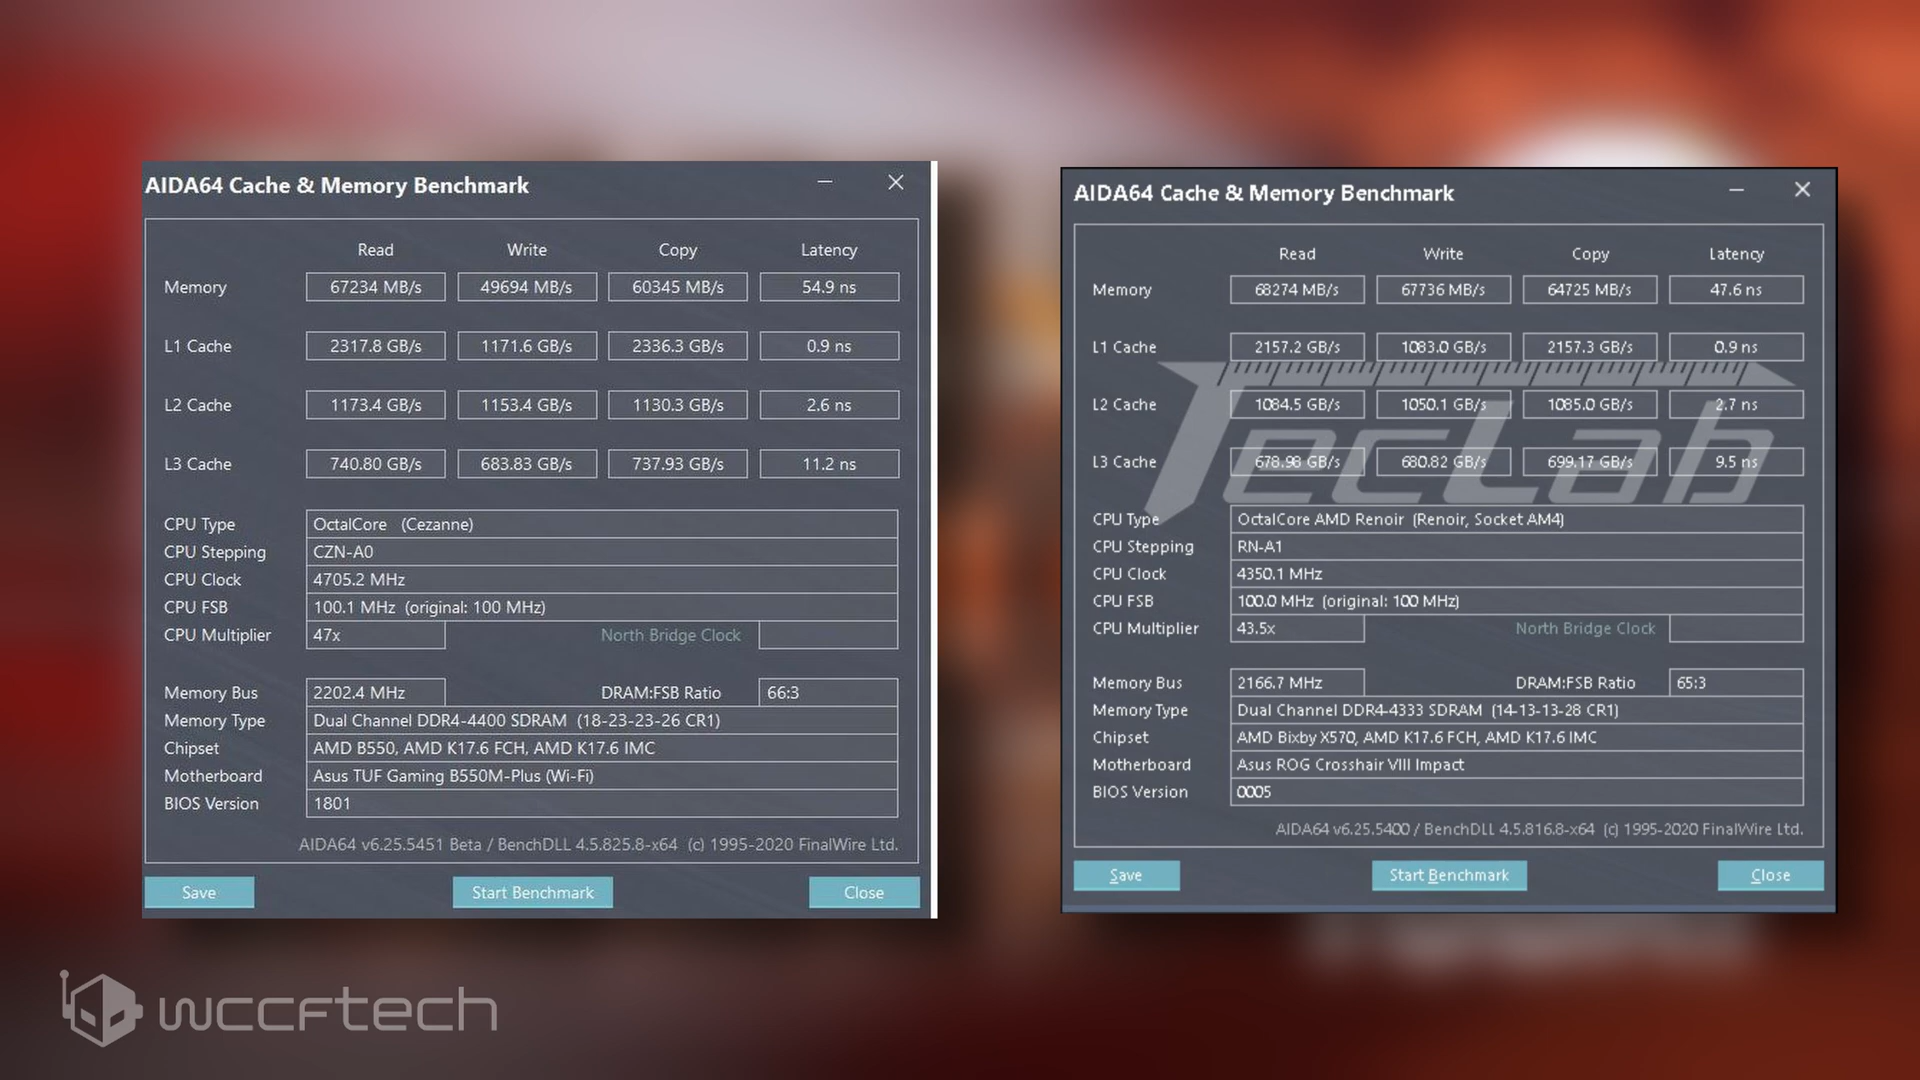 AIDA64 Cache & Memory Benchmark
Read Write Copy Latency
Memory 67234 MB/s 49694 MB/s 60345 MB/s 54.9 ns
L1 Cache 2317.8 GB/s 1171.6 GB/s 2336.3 GB/s 0.9 ns
L2 Cache 1173.4 GB/s 1153.4 GB/s 1130.3 GB/s 2.6 ns
L3 Cache 740.80 GB/s 683.83 GB/s 737.93 GB/s 11.2 ns
CPU Type OctalCore (Cezanne)
CPU Stepping CZN-A0
CPU Clock 4705.2 MHz
CPU FSB 100.1 MHz (original: 100 MHz)
CPU Multiplier 47x North Bridge Clock
Memory Bus 2202.4 MHz DRAM:FSB Ratio 66:3
Memory Type Dual Channel DDR4-4400 SDRAM (18-23-23-26 CR1)
Chipset AMD B550, AMD K17.6 FCH, AMD K17.6 IMC
Motherboard Asus TUF Gaming B550M-Plus (Wi-Fi)
BIOS Version 1801
AIDA64 v6.25.5451 Beta / BenchDLL 4.5.825.8-x64 (c) 1995-2020 FinalWire Ltd.
Save Start Benchmark Close
AIDA64 Cache & Memory Benchmark
Read Write Copy Latency
Memory 68274 MB/s 67736 MB/s 64725 MB/s 47.6 ns
L1 Cache 2157.2 GB/s 1083.0 GB/s 2157.3 GB/s 0.9 ns
L2 Cache 1084.5 GB/s 1050.1 GB/s 1085.0 GB/s 2.7 ns
TecLab
L3 Cache 678.98 GB/s 680.82 GB/s 699.17 GB/s 9.5 ns
CPU Type OctalCore AMD Renoir (Renoir, Socket AM4)
CPU Stepping RN-A1
CPU Clock 4350.1 MHz
CPU FSB 100.0 MHz (original: 100 MHz)
CPU Multiplier 43.5x North Bridge Clock
Memory Bus 2166.7 MHz DRAM:FSB Ratio 65:3
Memory Type Dual Channel DDR4-4333 SDRAM (14-13-13-28 CR1)
Chipset AMD Bixby X570, AMD K17.6 FCH, AMD K17.6 IMC
Motherboard Asus ROG Crosshair VIII Impact
BIOS Version 0005
AIDA64 v6.25.5400 / BenchDLL 4.5.816.8-x64 (c) 1995-2020 FinalWire Ltd.
Save Start Benchmark Close
wccftech